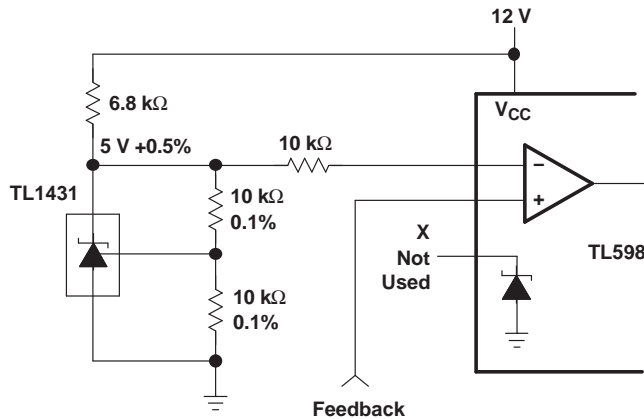 12 V
6.8 kΩ
VCC
5 V +0.5%
10 kΩ
−
TL1431
10 kΩ
0.1%
+
X
Not
Used
TL598
10 kΩ
0.1%
Feedback